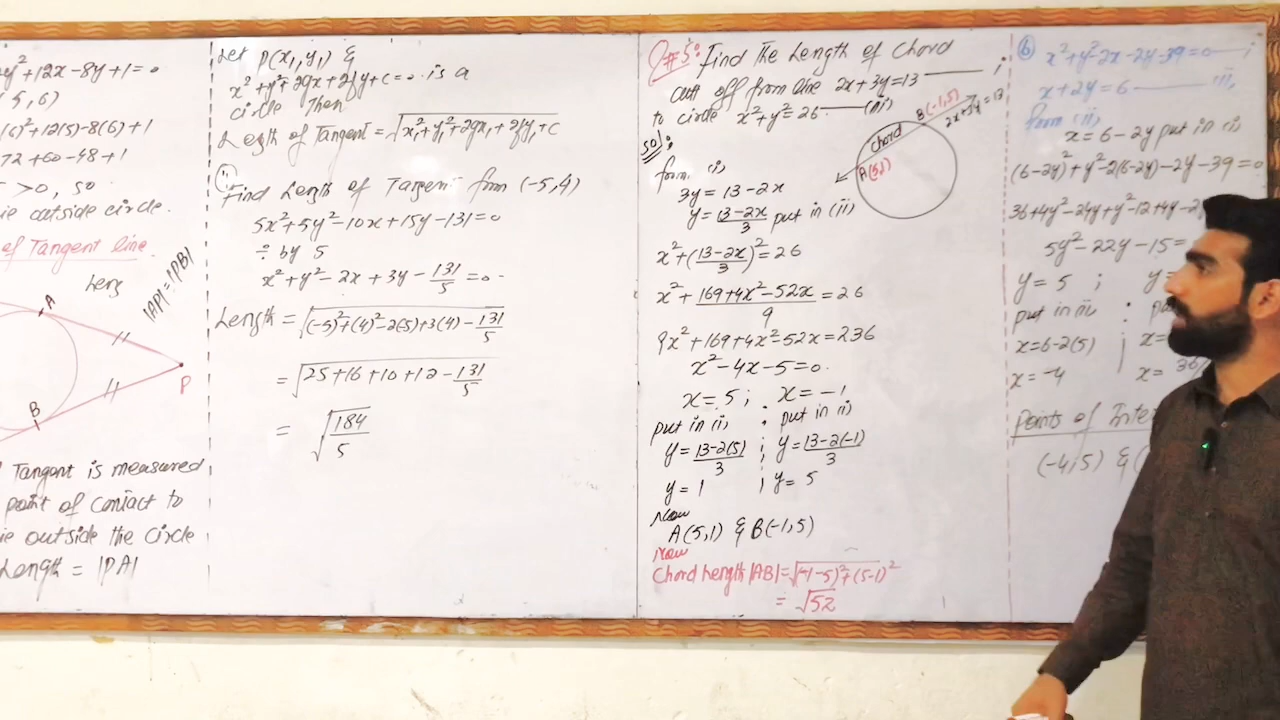 y²+12x-8y+1=0
5,6)
(6)²+12(5)-8(6)+1
72+60-48+1
>0, so
ie outside circle.
of Tangent line.
Leng
|AP|=|PB|
A
P
B
Tangent is measured
point of contact to
ie outside the circle
Length = |PA|
Let P(x₁,y₁) &
x²+y²+2gx+2fy+c=0 is a
circle Then
Legth of Tangent = √x₁²+y₁²+2gx₁+2fy₁+c
Find Length of Tangent from (-5,4)
5x²+5y²-10x+15y-131=0
÷ by 5
x²+y²-2x+3y-131/5=0
Length = √(-5)²+(4)²-2(-5)+3(4)-131/5
= √25+16+10+12-131/5
= √184/5
Q#5: Find The Length of Chord
cutt off from line 2x+3y=13 — i
to circle x²+y²=26 — (ii)
Sol:
chord
A(5,1)
B(-1,5)
2x+3y=13
from i)
3y = 13-2x
y = 13-2x/3 put in (ii)
x²+(13-2x/3)²=26
x²+169+4x²-52x/9=26
9x²+169+4x²-52x=236
x²-4x-5=0
x=5 ; x=-1
put in i, : put in i)
y=13-2(5)/3 ; y=13-2(-1)/3
y=1 ; y=5
Now
A(5,1) & B(-1,5)
Now
Chord Length |AB|=√(-1-5)²+(5-1)²
= √52
⑥ x²+y²-2x-2y-39=0 — i
x+2y=6 — ii,
from (ii,
x=6-2y put in i)
(6-2y)²+y²-2(6-2y)-2y-39=0
36+4y²-24y+y²-12+4y-2
5y²-22y-15=
y=5 ; y=
put in ii, :
x=6-2(5) ; x=
x=-4 x= 36
Points of Inter
(-4,5) & (